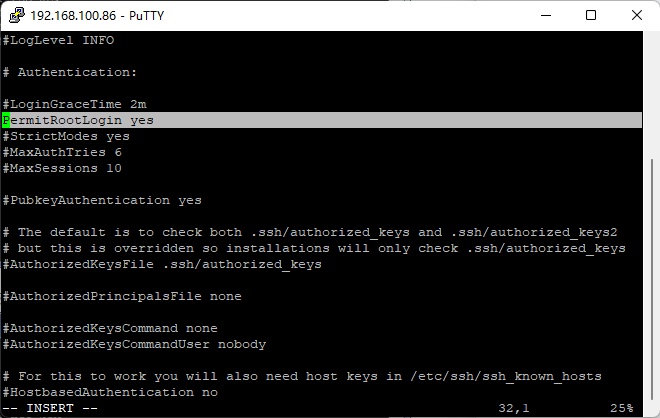 192.168.100.86 - PuTTY
#LogLevel INFO
# Authentication:
#LoginGraceTime 2m
PermitRootLogin yes
#StrictModes yes
#MaxAuthTries 6
#MaxSessions 10
#PubkeyAuthentication yes
# The default is to check both .ssh/authorized_keys and .ssh/authorized_keys2
# but this is overridden so installations will only check .ssh/authorized_keys
#AuthorizedKeysFile .ssh/authorized_keys
#AuthorizedPrincipalsFile none
#AuthorizedKeysCommand none
#AuthorizedKeysCommandUser nobody
# For this to work you will also need host keys in /etc/ssh/ssh_known_hosts
#HostbasedAuthentication no
-- INSERT -- 32,1 25%